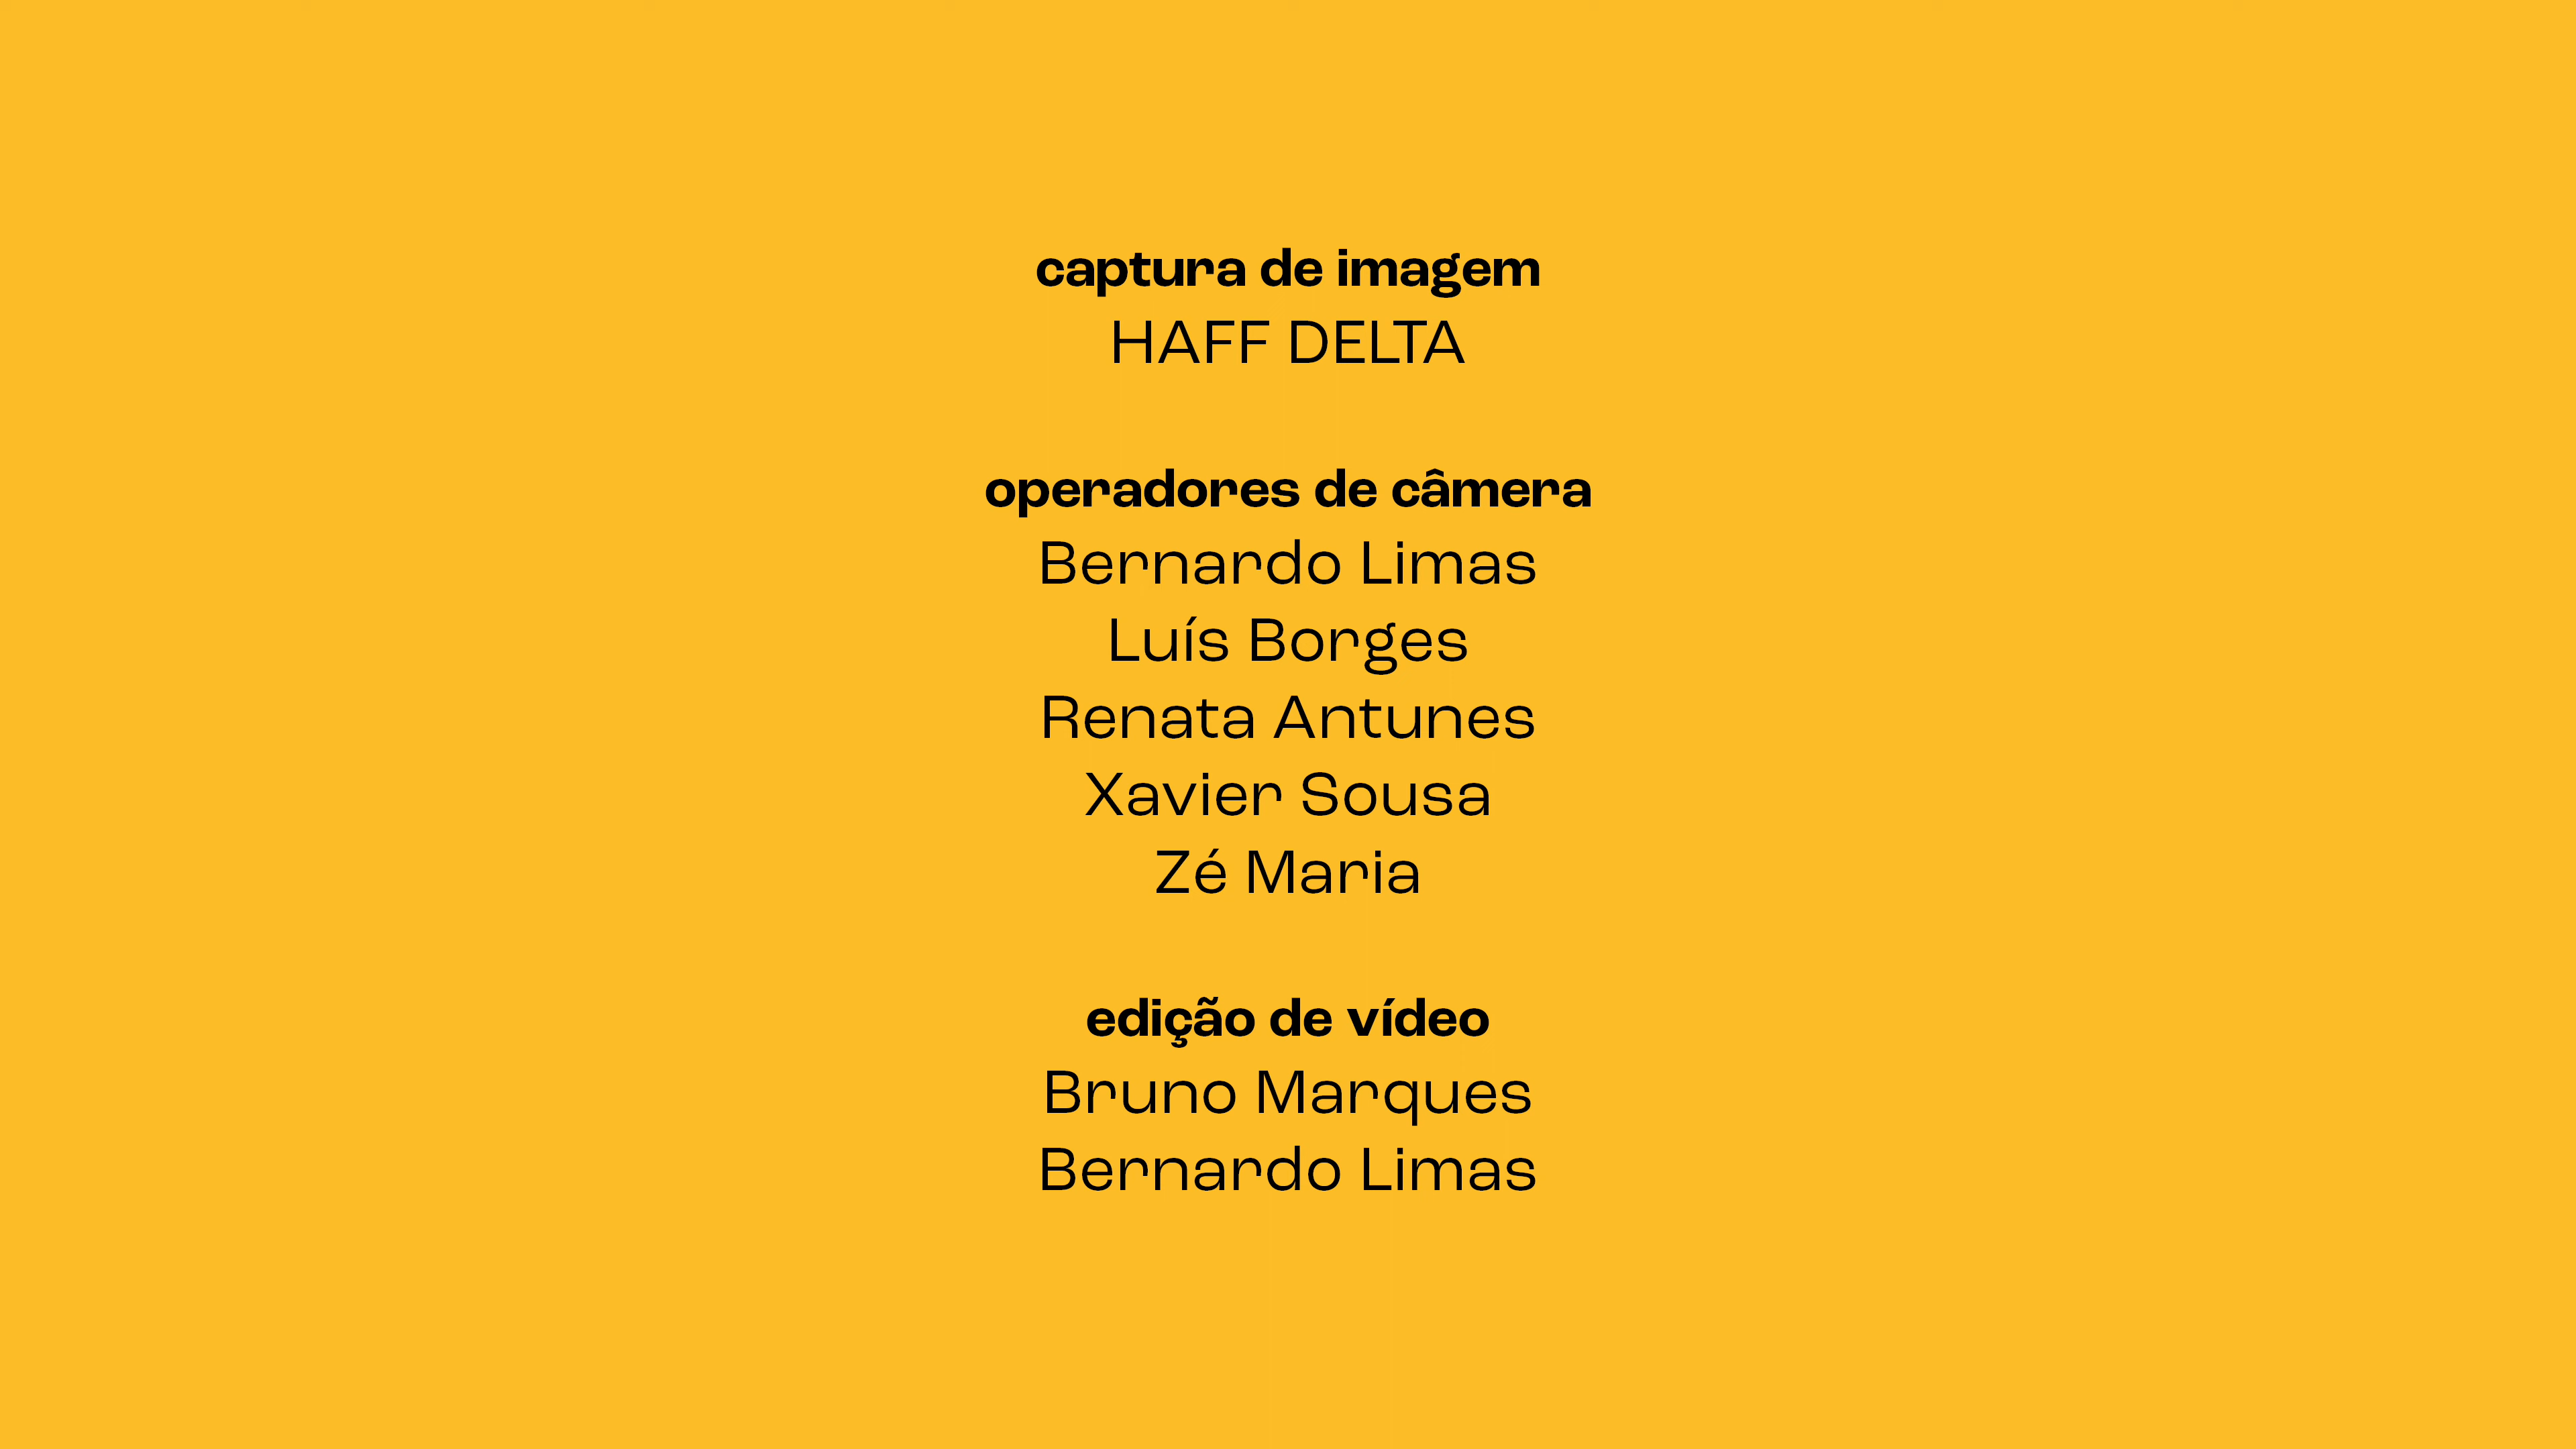 captura de imagem
HAFF DELTA
operadores de câmera
Bernardo Limas
Luís Borges
Renata Antunes
Xavier Sousa
Zé Maria
edição de vídeo
Bruno Marques
Bernardo Limas